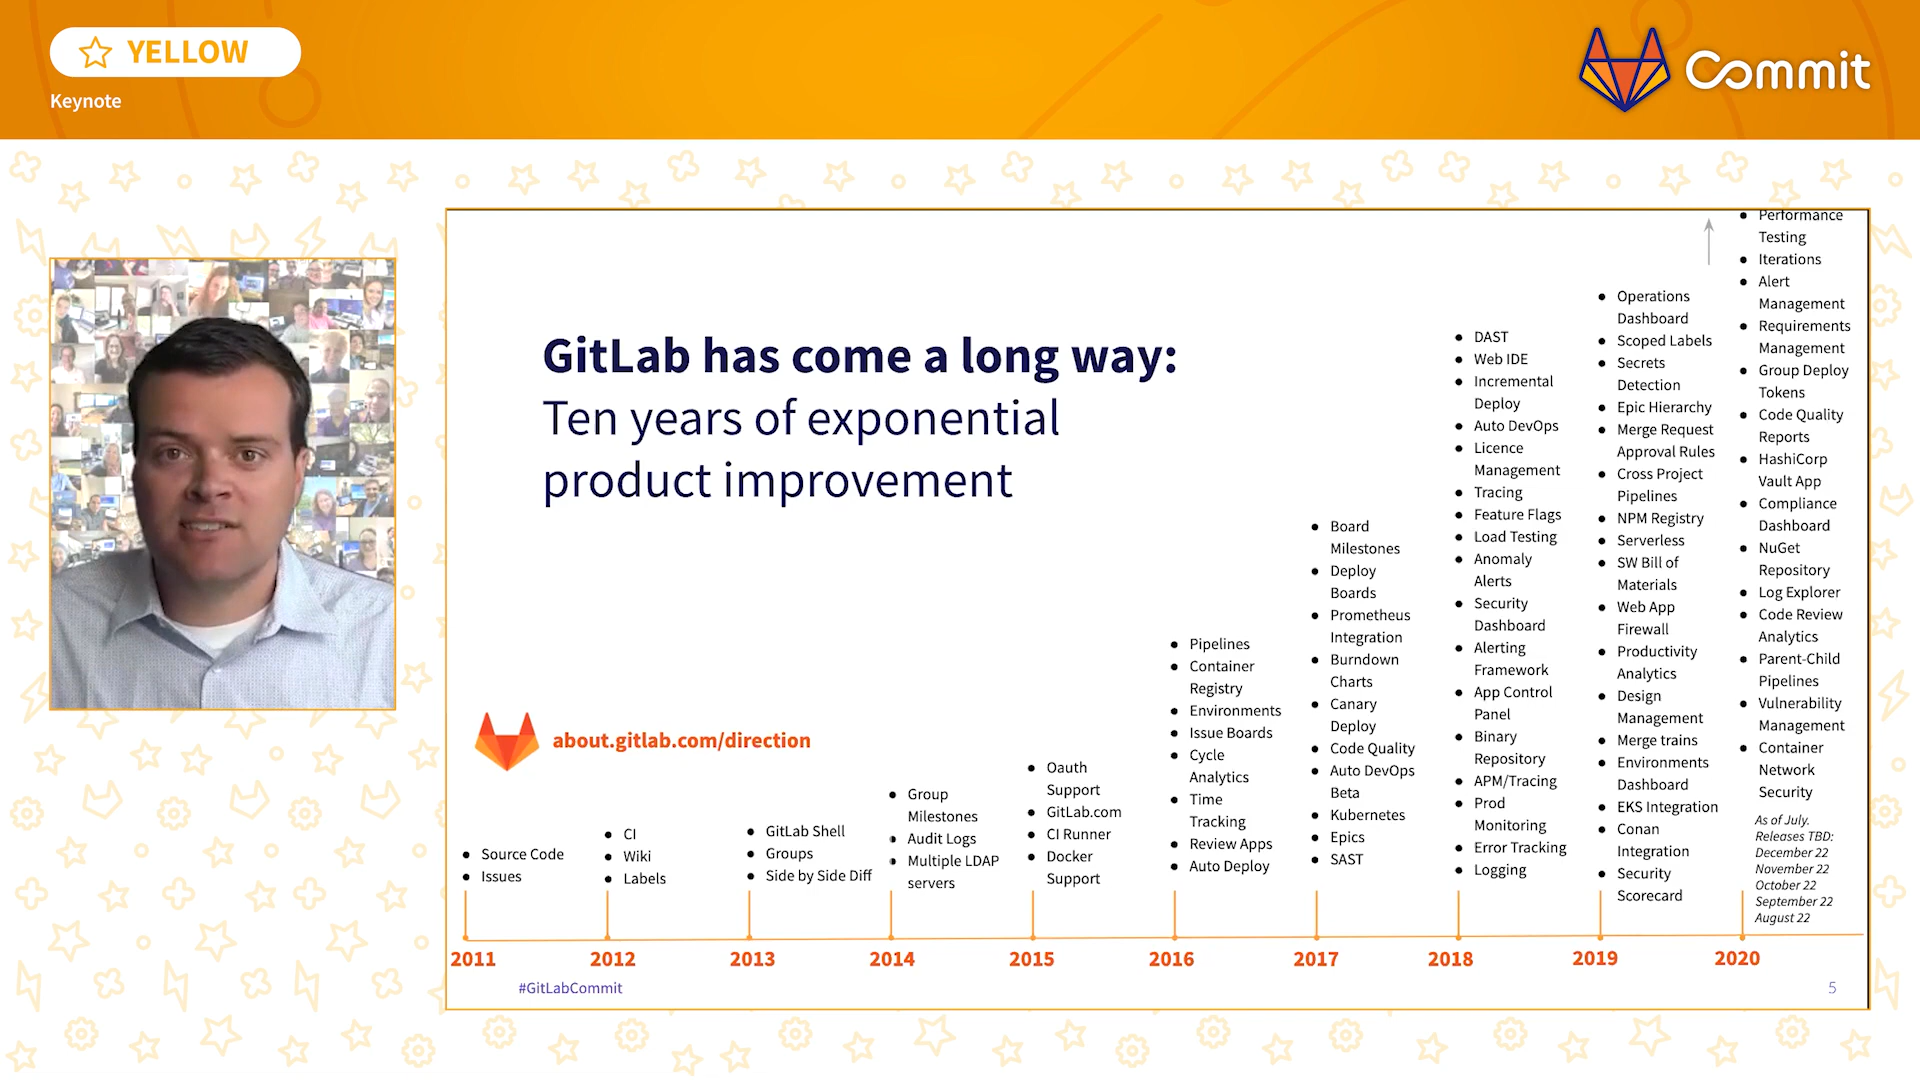 YELLOW
Keynote
Commit
GitLab has come a long way:
Ten years of exponential
product improvement
about.gitlab.com/direction
Source Code
Issues
CI
Wiki
Labels
GitLab Shell
Groups
Side by Side Diff
Group
Milestones
Audit Logs
Multiple LDAP
servers
Oauth
Support
GitLab.com
CI Runner
Docker
Support
Pipelines
Container
Registry
Environments
Issue Boards
Cycle
Analytics
Time
Tracking
Review Apps
Auto Deploy
Board
Milestones
Deploy
Boards
Prometheus
Integration
Burndown
Charts
Canary
Deploy
Code Quality
Auto DevOps
Beta
Kubernetes
Epics
SAST
DAST
Web IDE
Incremental
Deploy
Auto DevOps
Licence
Management
Tracing
Feature Flags
Load Testing
Anomaly
Alerts
Security
Dashboard
Alerting
Framework
App Control
Panel
Binary
Repository
APM/Tracing
Prod
Monitoring
Error Tracking
Logging
Operations
Dashboard
Scoped Labels
Secrets
Detection
Epic Hierarchy
Merge Request
Approval Rules
Cross Project
Pipelines
NPM Registry
Serverless
SW Bill of
Materials
Web App
Firewall
Productivity
Analytics
Design
Management
Merge trains
Environments
Dashboard
EKS Integration
Conan
Integration
Security
Scorecard
Performance
Testing
Iterations
Alert
Management
Requirements
Management
Group Deploy
Tokens
Code Quality
Reports
HashiCorp
Vault App
Compliance
Dashboard
NuGet
Repository
Log Explorer
Code Review
Analytics
Parent-Child
Pipelines
Vulnerability
Management
Container
Network
Security
As of July.
Releases TBD:
December 22
November 22
October 22
September 22
August 22
2011 2012 2013 2014 2015 2016 2017 2018 2019 2020
#GitLabCommit
5